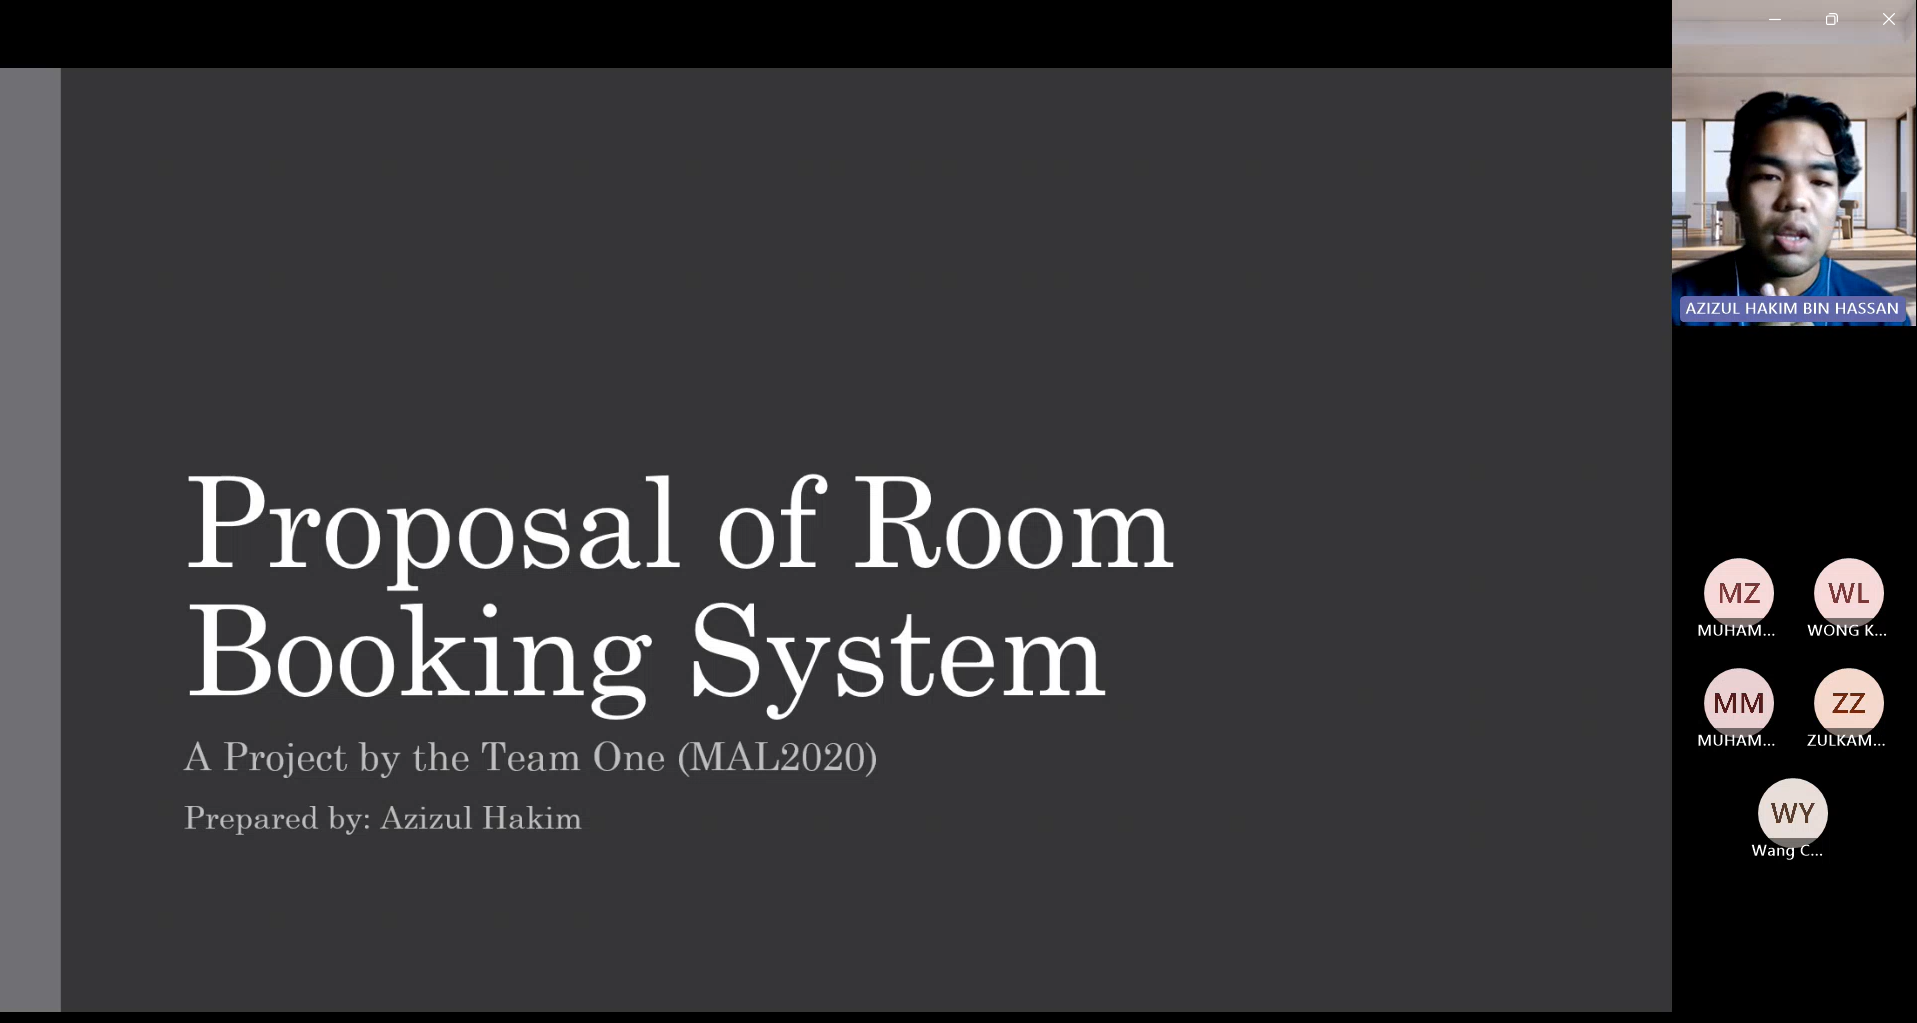 Proposal of Room
Booking System
A Project by the Team One (MAL2020)
Prepared by: Azizul Hakim
AZIZUL HAKIM BIN HASSAN
MZ
WL
MUHAM...
WONG K...
MM
ZZ
MUHAM...
ZULKAM...
WY
Wang C...